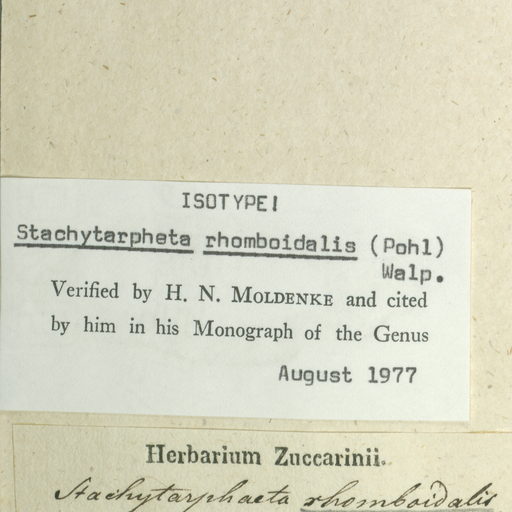 ISOTYPE!
Stachytarpheta rhomboidalis (Pohl)
Walp.
Verified by H. N. MOLDENKE and cited
by him in his Monograph of the Genus
August 1977
Herbarium Zuccarinii.
Stachytarphaeta rhomboidalis